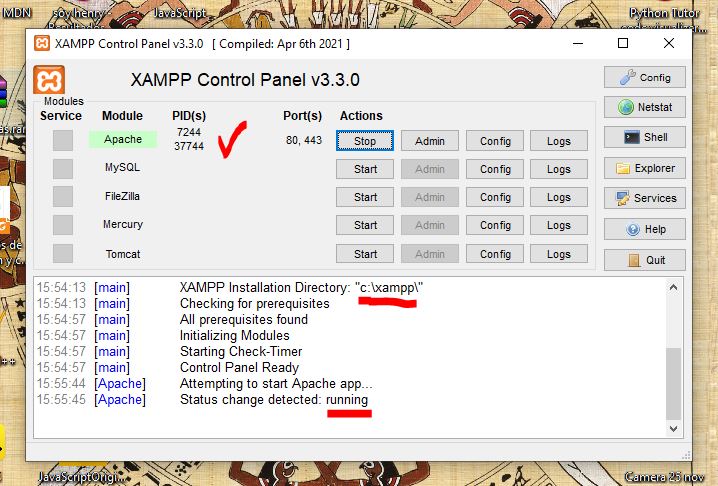 MDN
soyhenry
JavaScript
Python Tutor
XAMPP Control Panel v3.3.0 [ Compiled: Apr 6th 2021 ]
XAMPP Control Panel v3.3.0
Config
Modules
Service Module PID(s) Port(s) Actions
Netstat
Apache 7244 80, 443 Stop Admin Config Logs
37744
Shell
MySQL Start Admin Config Logs
Explorer
FileZilla Start Admin Config Logs
Services
Mercury Start Admin Config Logs
Help
Tomcat Start Admin Config Logs
Quit
15:54:13 [main] XAMPP Installation Directory: "c:\xampp\"
15:54:13 [main] Checking for prerequisites
15:54:57 [main] All prerequisites found
15:54:57 [main] Initializing Modules
15:54:57 [main] Starting Check-Timer
15:54:57 [main] Control Panel Ready
15:55:44 [Apache] Attempting to start Apache app...
15:55:45 [Apache] Status change detected: running
JavaScriptOrigi...
Camera 25 nov